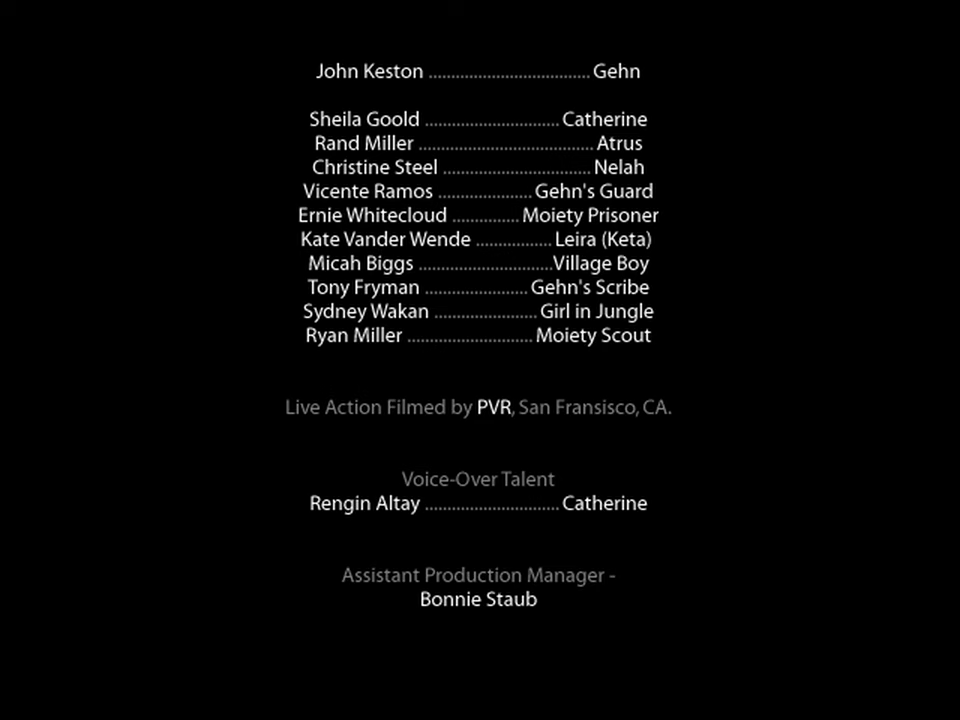 John Keston .................................... Gehn
Sheila Goold .............................. Catherine
Rand Miller ....................................... Atrus
Christine Steel ................................. Nelah
Vicente Ramos ..................... Gehn's Guard
Ernie Whitecloud ............... Moiety Prisoner
Kate Vander Wende ................. Leira (Keta)
Micah Biggs ..............................Village Boy
Tony Fryman ....................... Gehn's Scribe
Sydney Wakan ....................... Girl in Jungle
Ryan Miller ............................ Moiety Scout
Live Action Filmed by PVR, San Fransisco, CA.
Voice-Over Talent
Rengin Altay .............................. Catherine
Assistant Production Manager -
Bonnie Staub